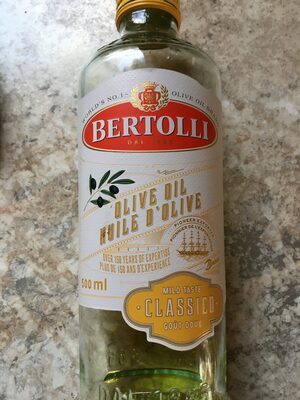 WORLD'S NO.1 OLIVE OIL
BERTOLLI
OLIVE OIL
HUILE D'OLIVE
OVER 150 YEARS OF EXPERTISE
PLUS DE 150 ANS D'EXPÉRIENCE
500 ml
MILD TASTE
CLASSICO
GOÛT DOUX